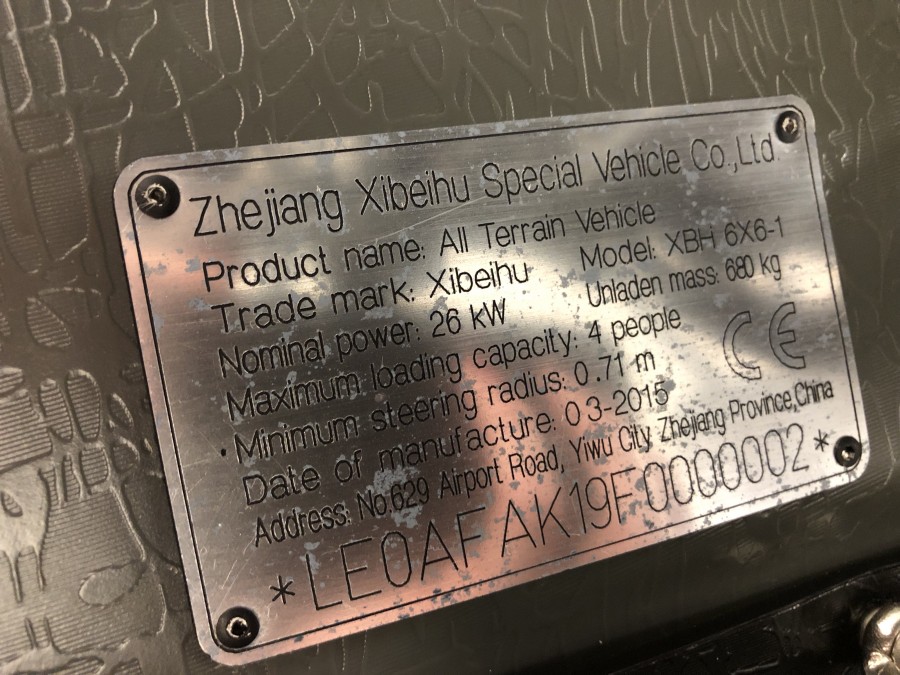 Zhejiang Xibeihu Special Vehicle Co.,Ltd.
Product name: All Terrain Vehicle
Trade mark: Xibeihu Model: XBH 6X6-1
Nominal power: 26 kW Unladen mass: 680 kg
Maximum loading capacity: 4 people
Minimum steering radius: 0.71 m CE
Date of manufacture: 03-2015
Address: No.629 Airport Road, Yiwu City Zhejiang Province,China
*LE0AFAK19F0000002*